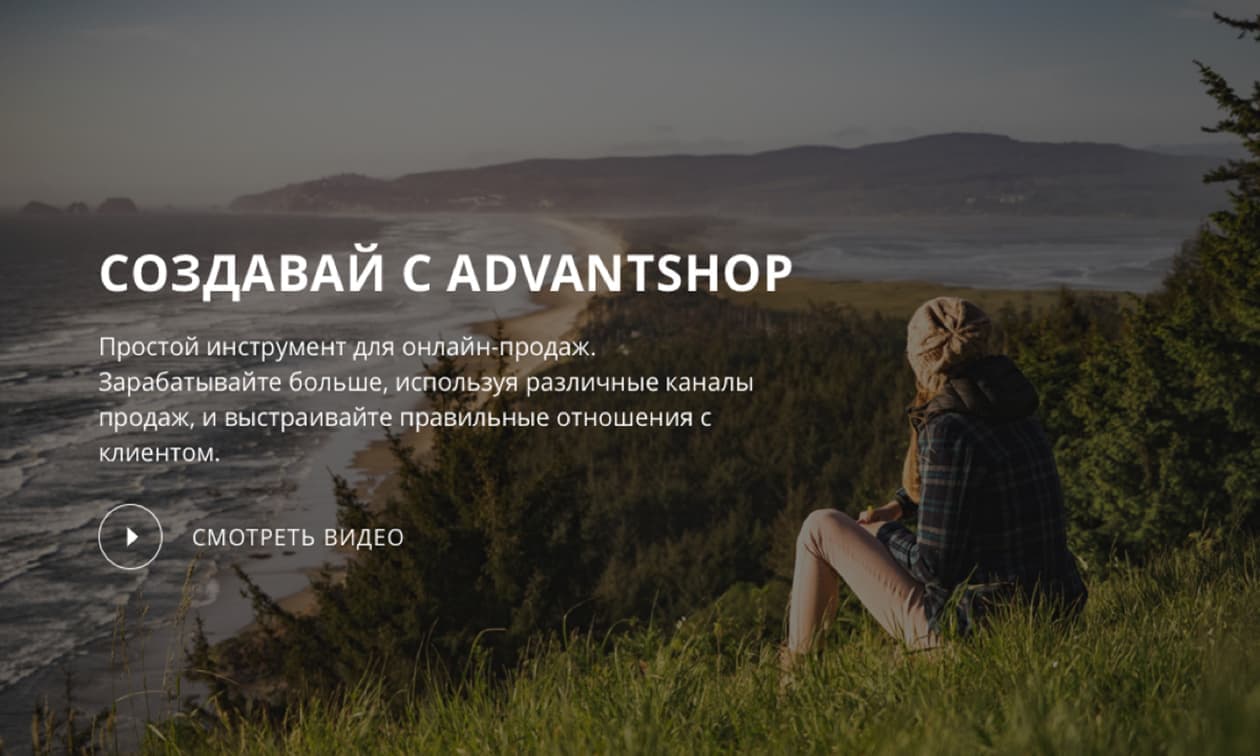 СОЗДАВАЙ С ADVANTSHOP
Простой инструмент для онлайн-продаж.
Зарабатывайте больше, используя различные каналы
продаж, и выстраивайте правильные отношения с
клиентом.
СМОТРЕТЬ ВИДЕО